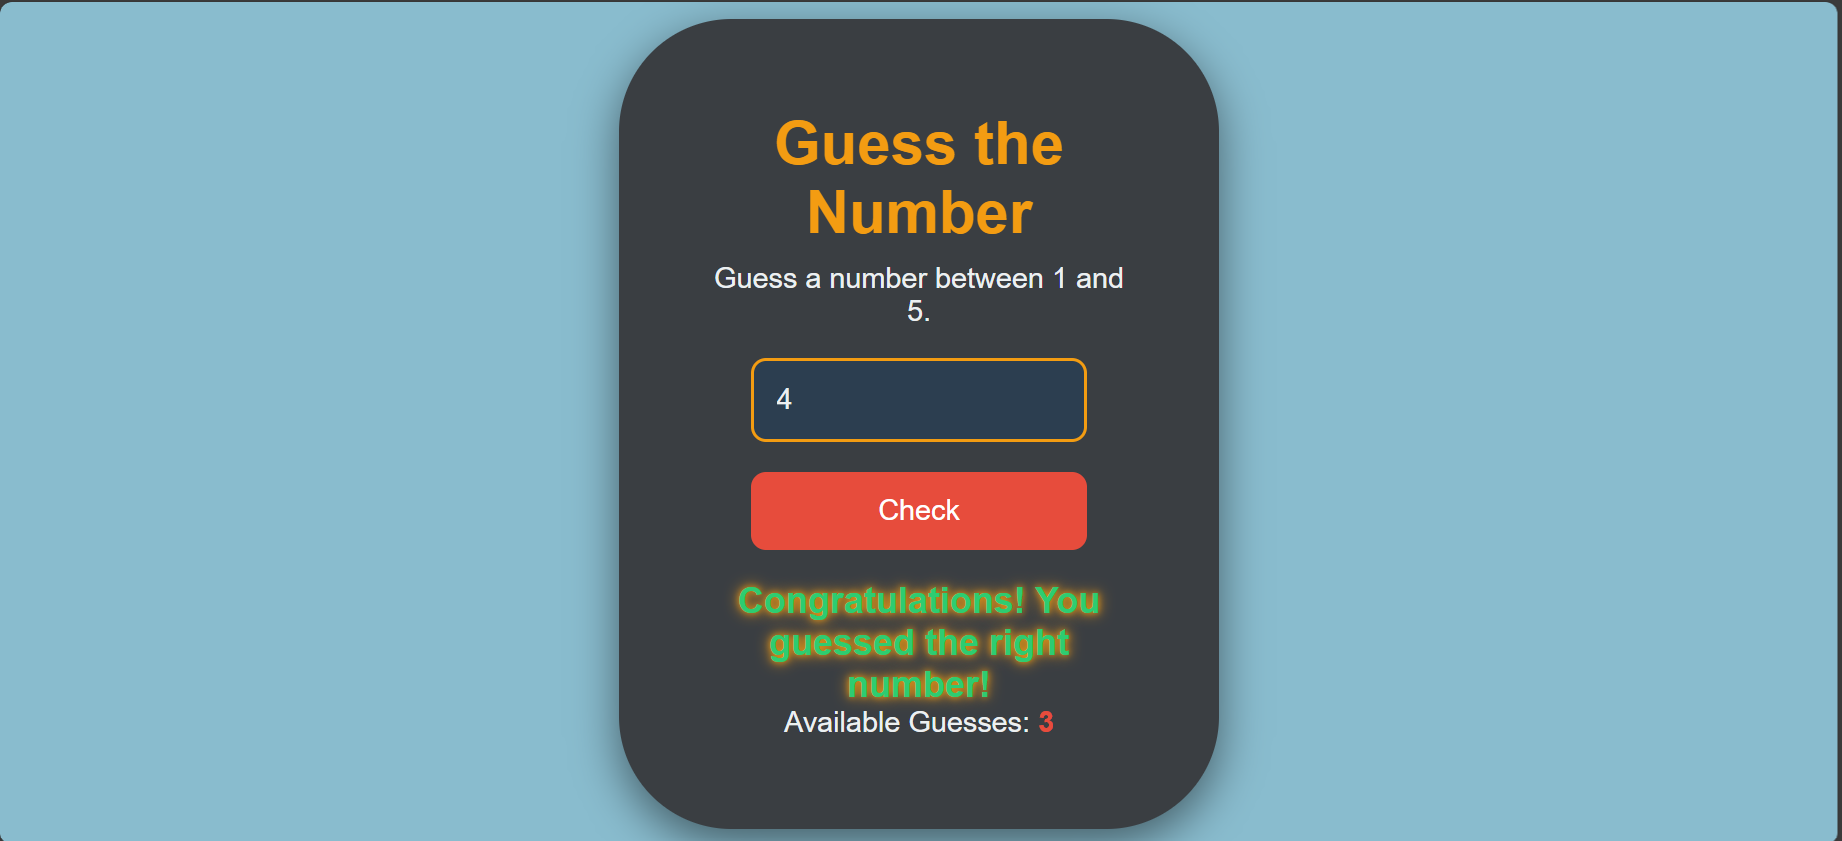 Guess the
Number
Guess a number between 1 and
5.
4
Check
Congratulations! You
guessed the right
number!
Available Guesses: 3